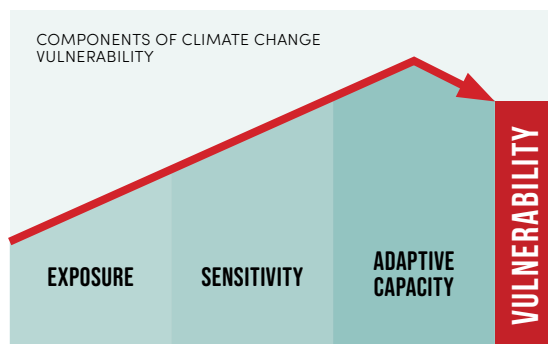 COMPONENTS OF CLIMATE CHANGE
VULNERABILITY
EXPOSURE
SENSITIVITY
ADAPTIVE
CAPACITY
VULNERABILITY